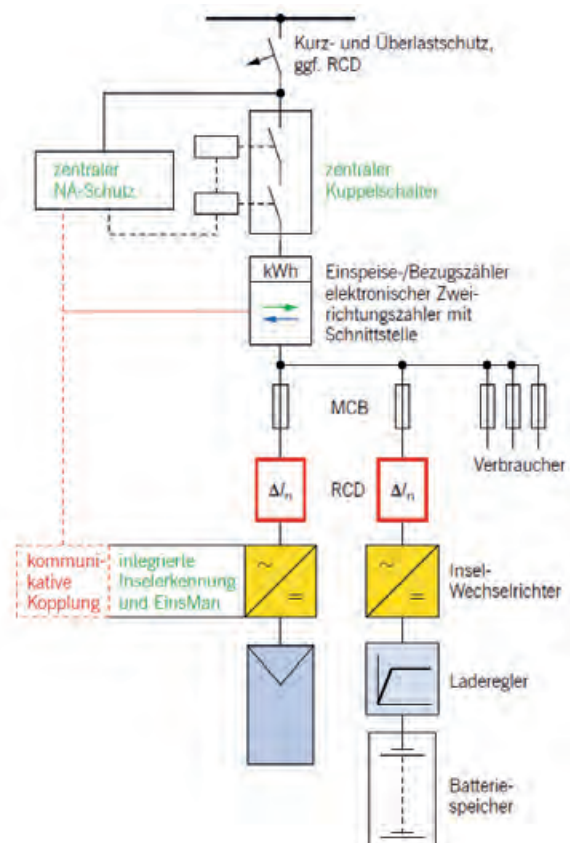 Kurz- und Überlastschutz,
ggf. RCD
zentraler
NA-Schutz
zentraler
Kuppelschalter
kWh
Einspeise-/Bezugszähler
elektronischer Zwei-
richtungszähler mit
Schnittstelle
MCB
Verbraucher
ΔIn
RCD
ΔIn
kommuni-
kative
Kopplung
integrierte
Inselerkennung
und EinsMan
Insel-
Wechselrichter
Laderegler
Batterie-
speicher